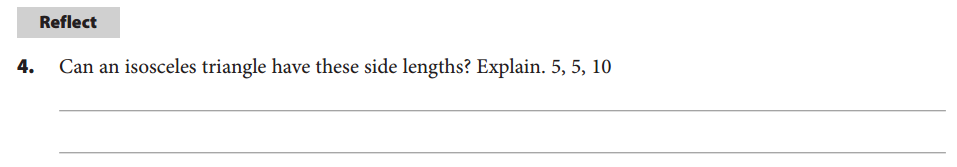 Reflect
4. Can an isosceles triangle have these side lengths? Explain. 5, 5, 10